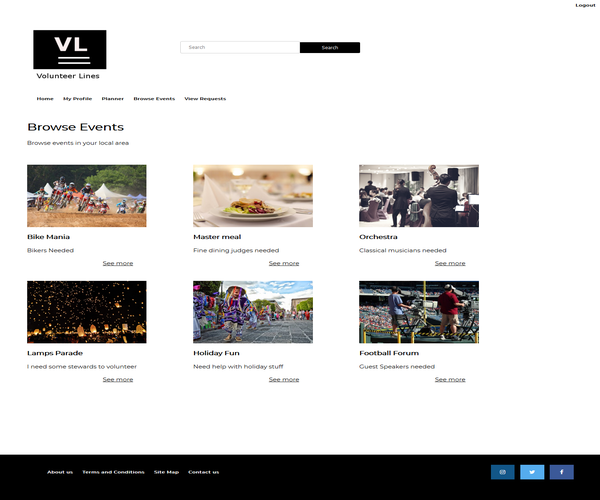 Logout
VL
Volunteer Lines
Search
Search
Home My Profile Planner Browse Events View Requests
Browse Events
Browse events in your local area
Bike Mania
Bikers Needed
See more
Master meal
Fine dining judges needed
See more
Orchestra
Classical musicians needed
See more
Lamps Parade
I need some stewards to volunteer
See more
Holiday Fun
Need help with holiday stuff
See more
Football Forum
Guest Speakers needed
See more
About us Terms and Conditions Site Map Contact us